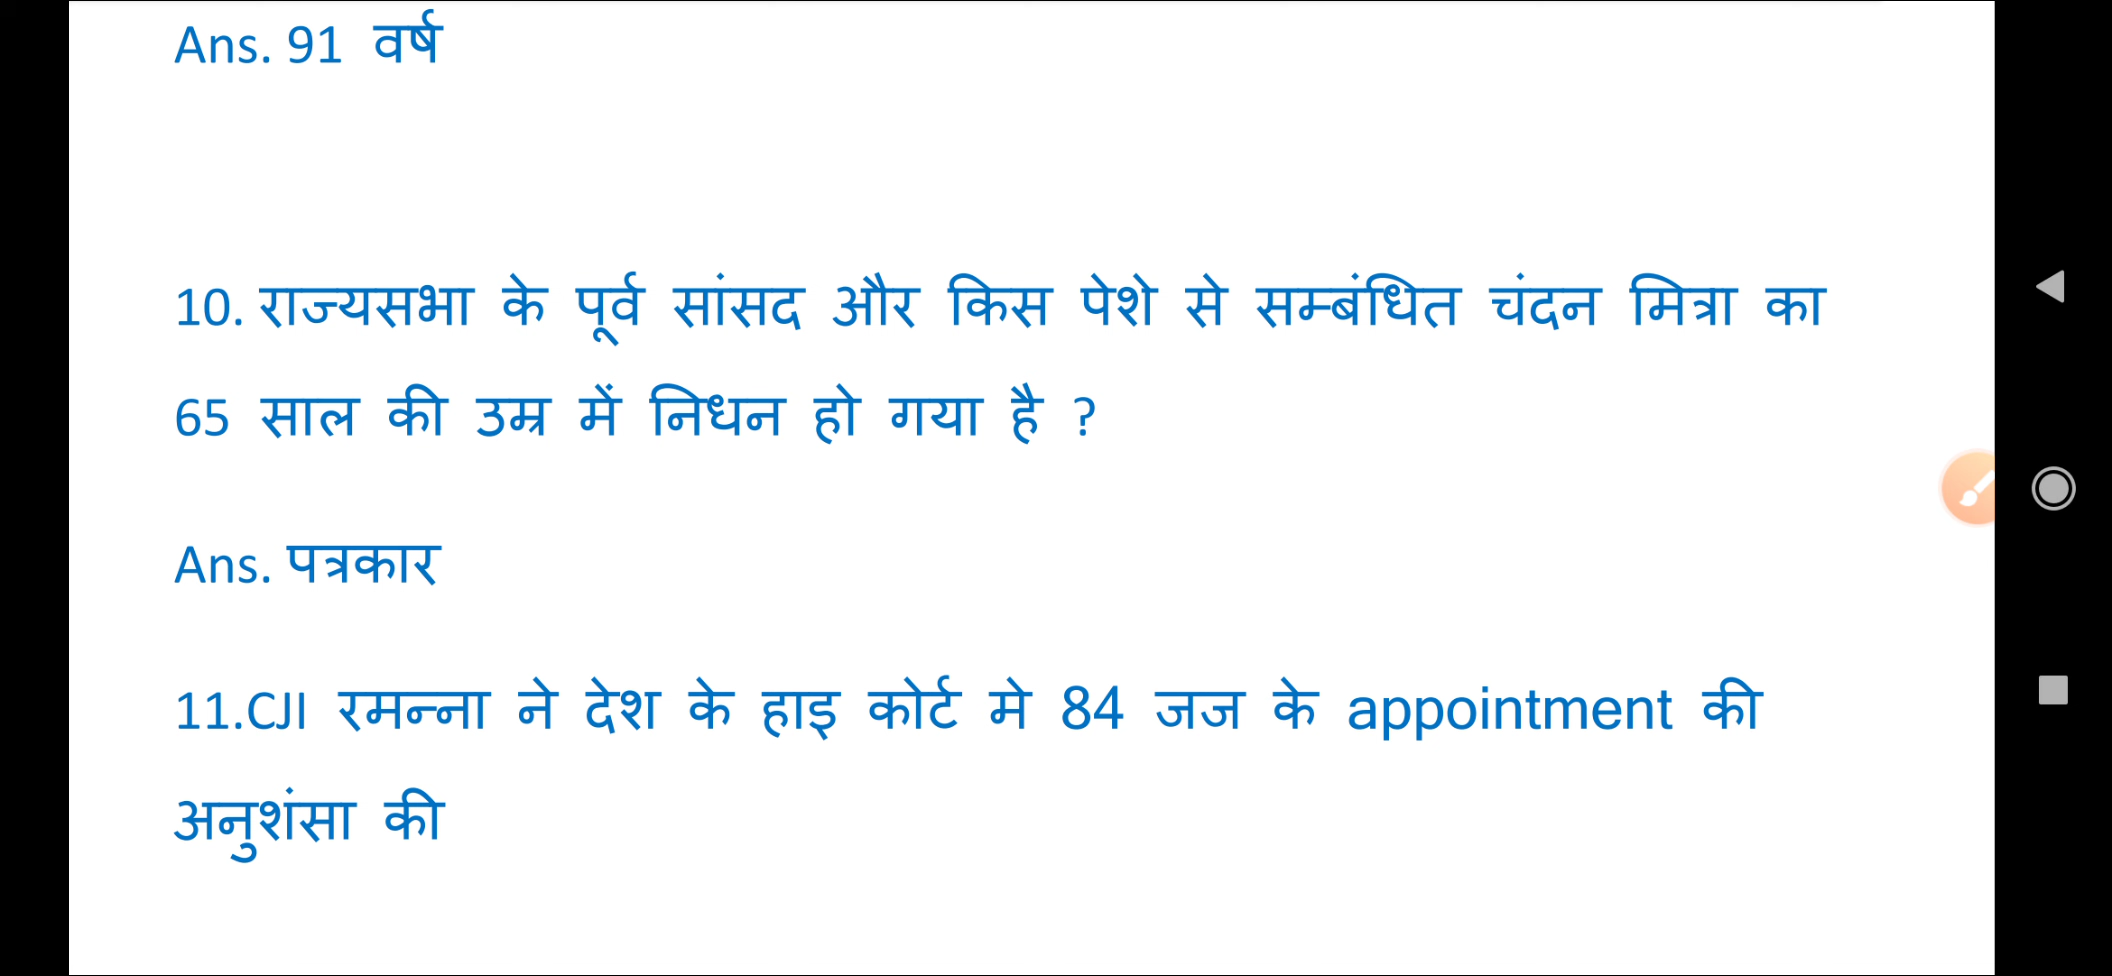 Ans. 91 वर्ष
10. राज्यसभा के पूर्व सांसद और किस पेशे से सम्बंधित चंदन मित्रा का
65 साल की उम्र में निधन हो गया है ?
Ans. पत्रकार
11.CJI रमन्ना ने देश के हाइ कोर्ट मे 84 जज के appointment की
अनुशंसा की